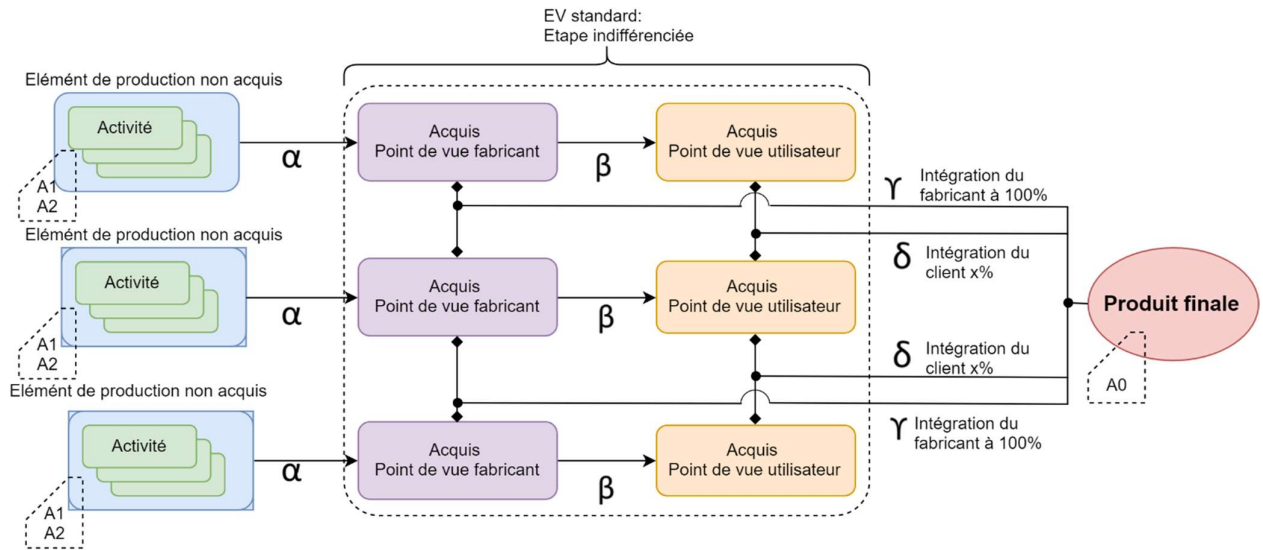 EV standard:
Etape indifférenciée
Elémént de production non acquis
Activité
A1
A2
α
Acquis
Point de vue fabricant
β
Acquis
Point de vue utilisateur
ϒ
Intégration du
fabricant à 100%
Elémént de production non acquis
Activité
A1
A2
α
Acquis
Point de vue fabricant
β
Acquis
Point de vue utilisateur
δ
Intégration du
client x%
Produit finale
A0
δ
Intégration du
client x%
Elémént de production non acquis
Activité
A1
A2
α
Acquis
Point de vue fabricant
β
Acquis
Point de vue utilisateur
ϒ
Intégration du
fabricant à 100%